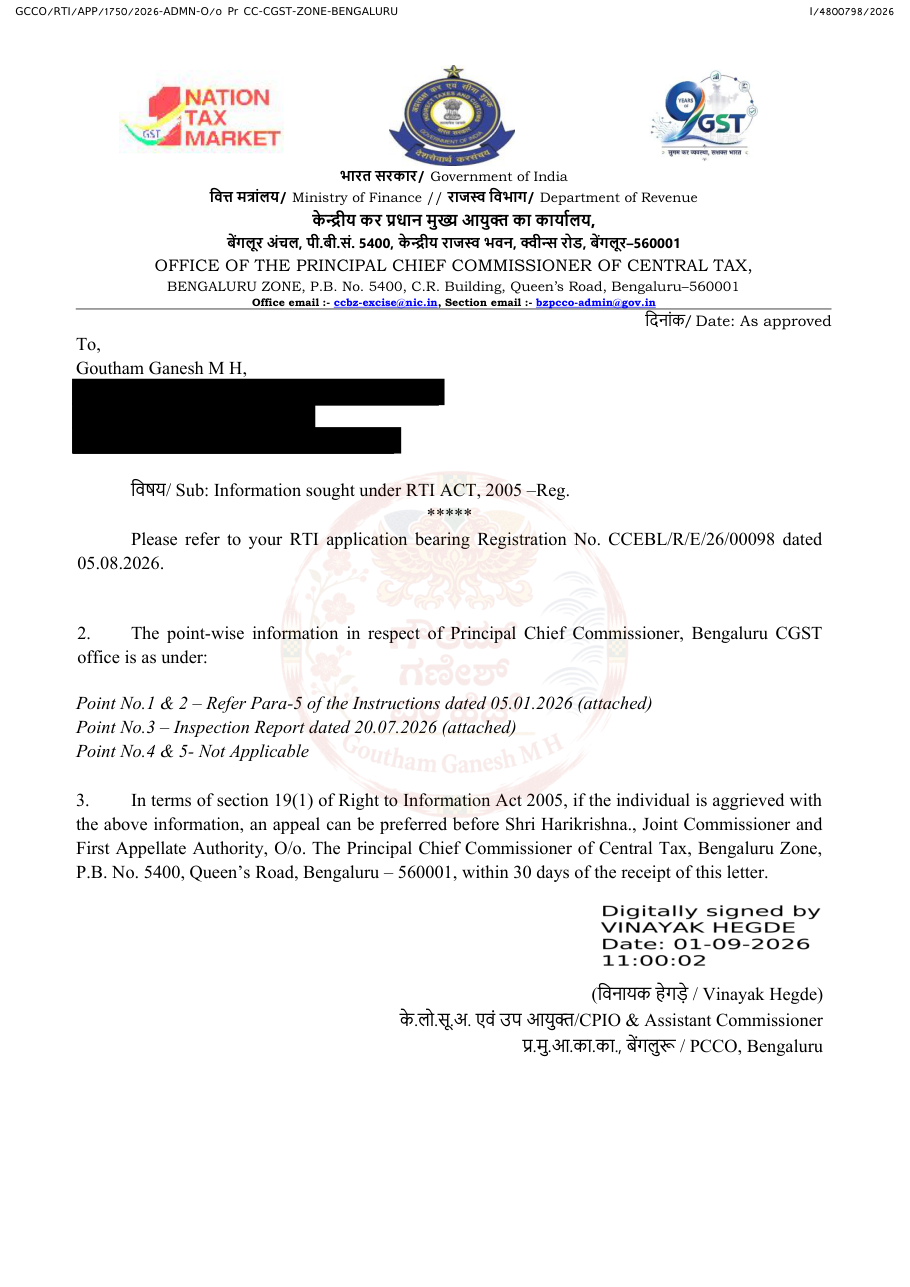 GCCO/RTI/APP/1750/2026-ADMN-O/o Pr CC-CGST-ZONE-BENGALURU I/4800798/2026
1 NATION TAX MARKET GST
9 YEARS OF GST
भारत सरकार/ Government of India
वित्त मत्रांलय/ Ministry of Finance // राजस्व विभाग/ Department of Revenue
केन्द्रीय कर प्रधान मुख्य आयुक्त का कार्यालय,
बेंगलूर अंचल, पी.बी.सं. 5400, केन्द्रीय राजस्व भवन, क्वीन्स रोड, बेंगलूर–560001
OFFICE OF THE PRINCIPAL CHIEF COMMISSIONER OF CENTRAL TAX,
BENGALURU ZONE, P.B. No. 5400, C.R. Building, Queen’s Road, Bengaluru–560001
Office email :- ccbz-excise@nic.in, Section email :- bzpcco-admin@gov.in
दिनांक/ Date: As approved
To,
Goutham Ganesh M H,
विषय/ Sub: Information sought under RTI ACT, 2005 –Reg.
*****
Please refer to your RTI application bearing Registration No. CCEBL/R/E/26/00098 dated
05.08.2026.
2. The point-wise information in respect of Principal Chief Commissioner, Bengaluru CGST
office is as under:
Point No.1 & 2 – Refer Para-5 of the Instructions dated 05.01.2026 (attached)
Point No.3 – Inspection Report dated 20.07.2026 (attached)
Point No.4 & 5- Not Applicable
 గౌతమ్
ಗಣೇಶ್
Goutham Ganesh M H
3. In terms of section 19(1) of Right to Information Act 2005, if the individual is aggrieved with
the above information, an appeal can be preferred before Shri Harikrishna., Joint Commissioner and
First Appellate Authority, O/o. The Principal Chief Commissioner of Central Tax, Bengaluru Zone,
P.B. No. 5400, Queen’s Road, Bengaluru – 560001, within 30 days of the receipt of this letter.
Digitally signed by
VINAYAK HEGDE
Date: 01-09-2026
11:00:02
(विनायक हेगड़े / Vinayak Hegde)
के.लो.सू.अ. एवं उप आयुक्त/CPIO & Assistant Commissioner
प्र.मु.आ.का.का., बेंगलुरू / PCCO, Bengaluru